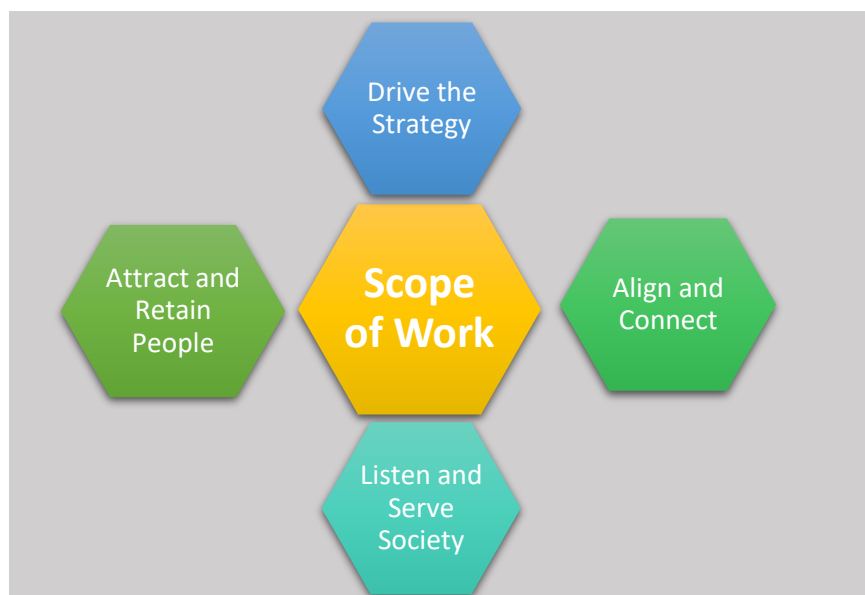 Drive the
Strategy
Attract and
Retain
People
Scope
of Work
Align and
Connect
Listen and
Serve
Society